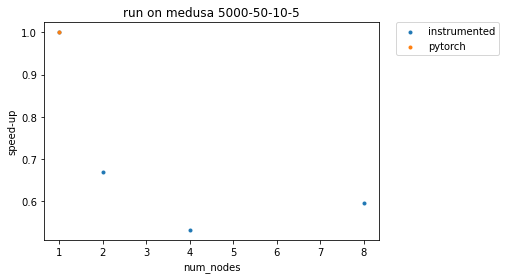 run on medusa 5000-50-10-5
instrumented
pytorch
speed-up
1.0
0.9
0.8
0.7
0.6
1 2 3 4 5 6 7 8
num_nodes